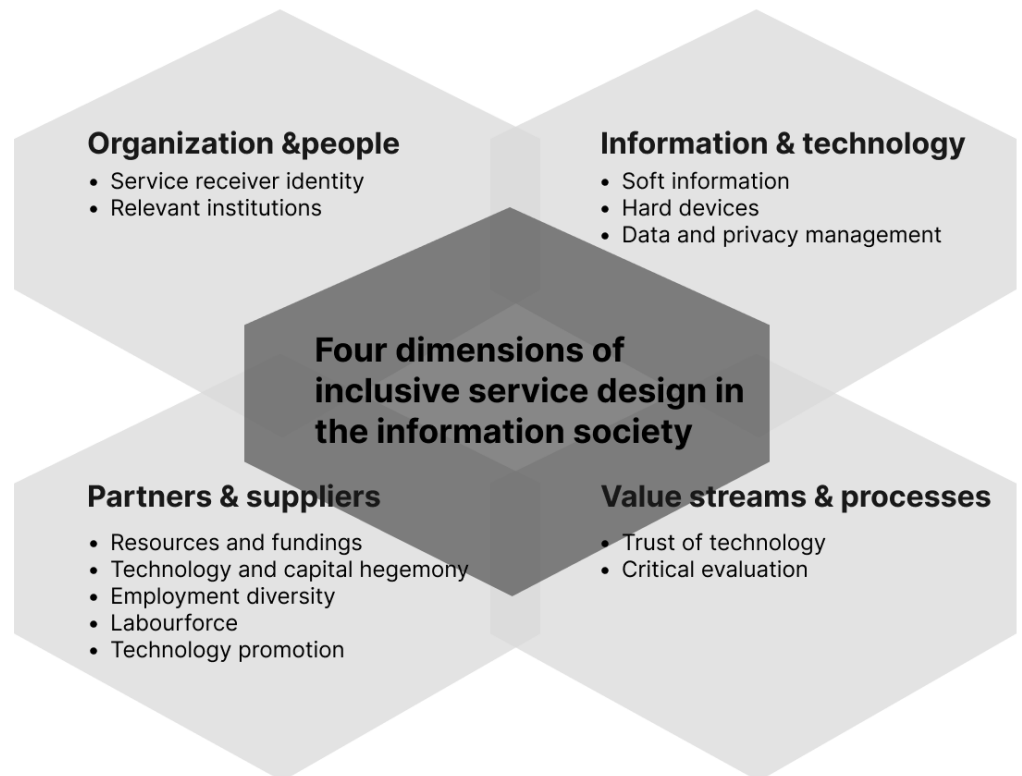 Organization &people
• Service receiver identity
• Relevant institutions
Information & technology
• Soft information
• Hard devices
• Data and privacy management
Four dimensions of
inclusive service design in
the information society
Partners & suppliers
• Resources and fundings
• Technology and capital hegemony
• Employment diversity
• Labourforce
• Technology promotion
Value streams & processes
• Trust of technology
• Critical evaluation